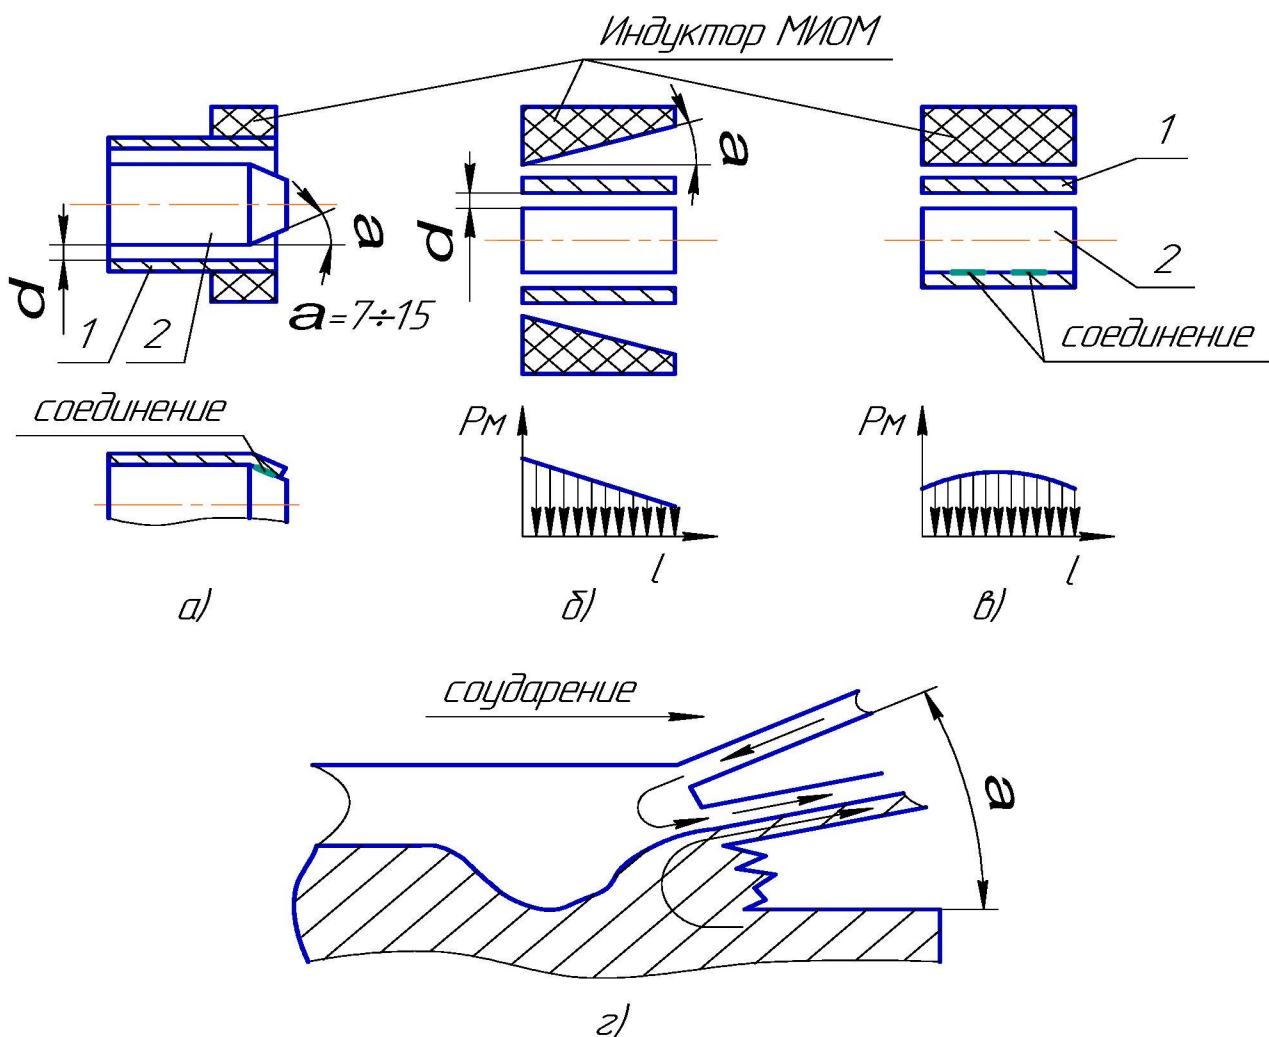 Индуктор МИОМ
d
1 2
a
a=7÷15
соединение
a
d
1
2
соединение
Pм
l
Pм
l
а)
б)
в)
соударение
a
г)